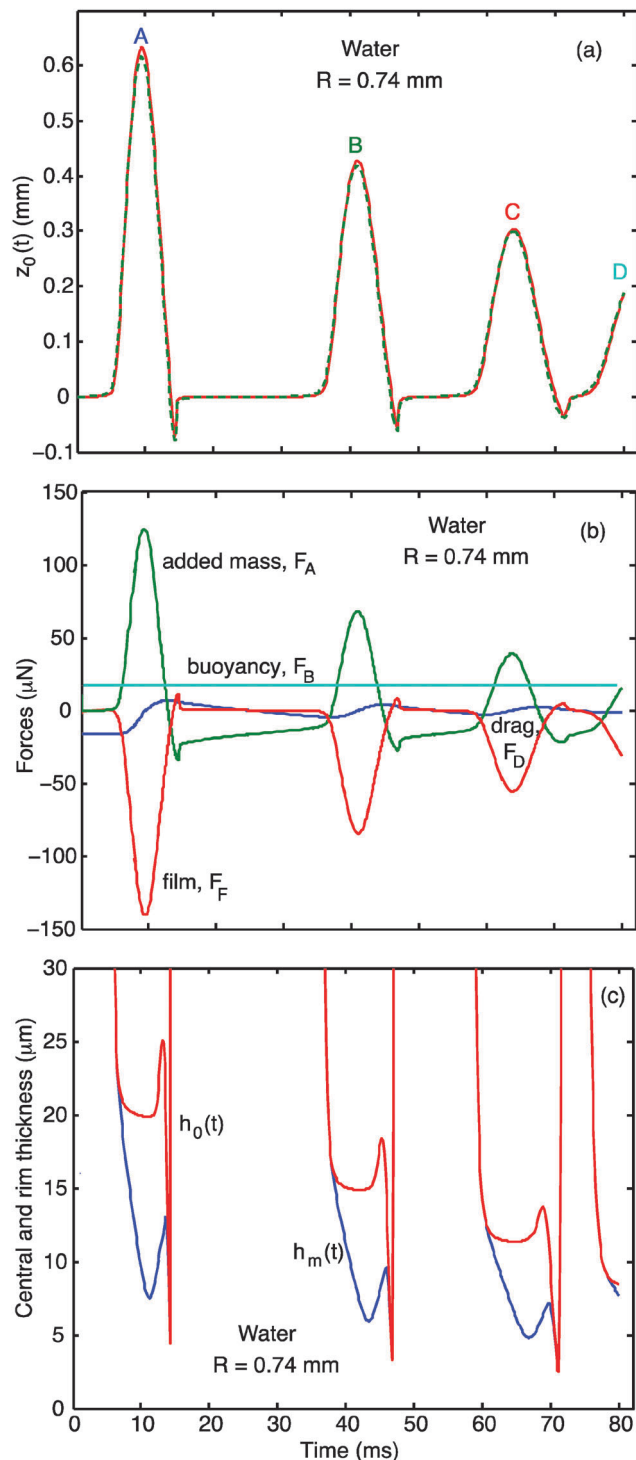 A
Water
(a)
R = 0.74 mm
B
C
D
z0(t) (mm)
0.6
0.5
0.4
0.3
0.2
0.1
0
−0.1
150
Water
(b)
R = 0.74 mm
added mass, FA
buoyancy, FB
drag,
FD
film, FF
Forces (μN)
100
50
0
−50
−100
−150
30
(c)
25
20
15
10
5
0
h0(t)
hm(t)
Water
R = 0.74 mm
Central and rim thickness (μm)
0 10 20 30 40 50 60 70 80
Time (ms)